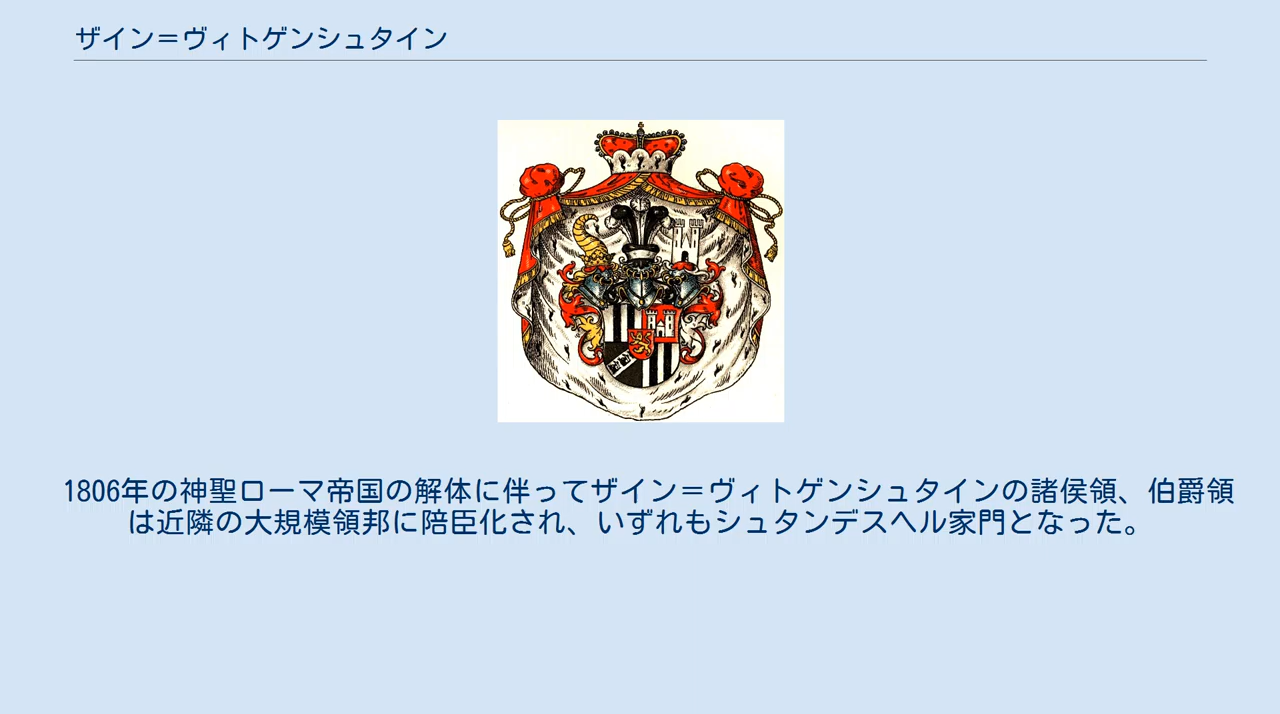 ザイン＝ヴィトゲンシュタイン
1806年の神聖ローマ帝国の解体に伴ってザイン＝ヴィトゲンシュタインの諸侯領、伯爵領
は近隣の大規模領邦に陪臣化され、いずれもシュタンデスヘル家門となった。